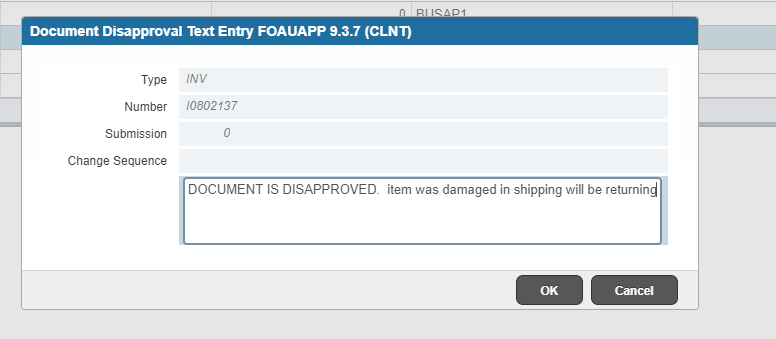 0 BUSAP1
Document Disapproval Text Entry FOAUAPP 9.3.7 (CLNT)
Type INV
Number I0802137
Submission 0
Change Sequence
DOCUMENT IS DISAPPROVED.  item was damaged in shipping will be returning
OK Cancel